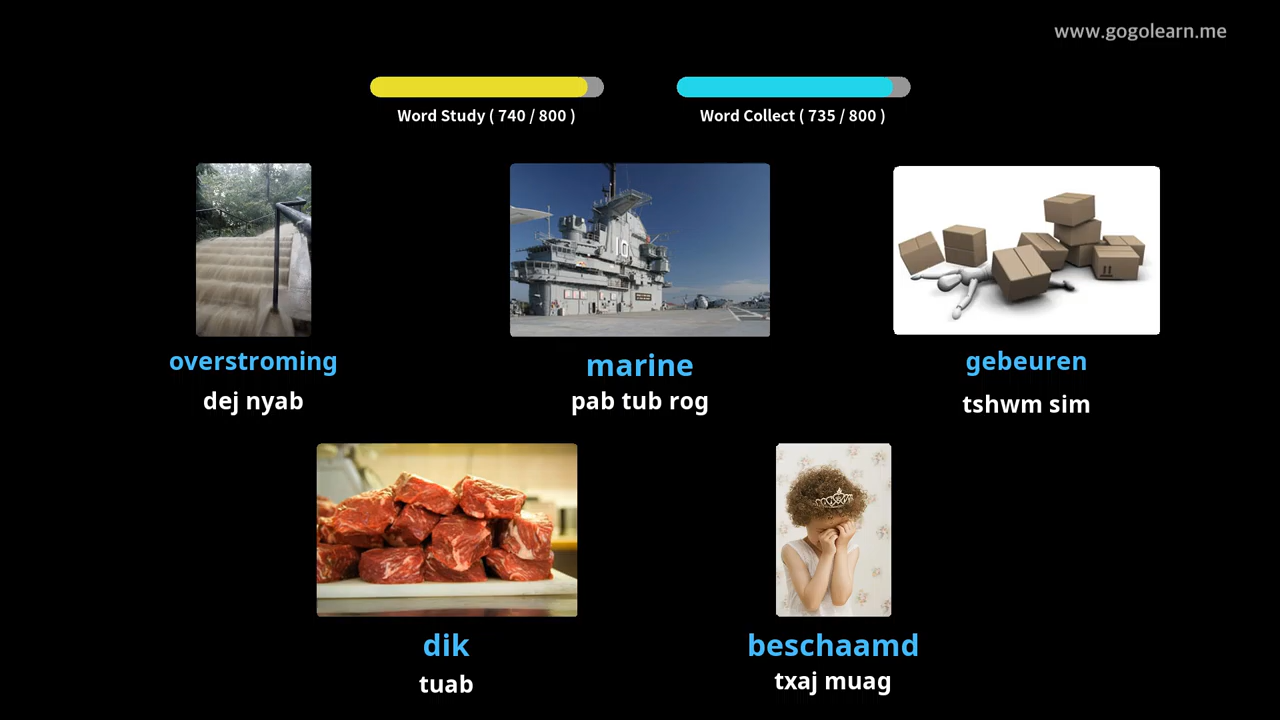 www.gogolearn.me
Word Study ( 740 / 800 )
Word Collect ( 735 / 800 )
10
overstroming
dej nyab
marine
pab tub rog
gebeuren
tshwm sim
dik
tuab
beschaamd
txaj muag